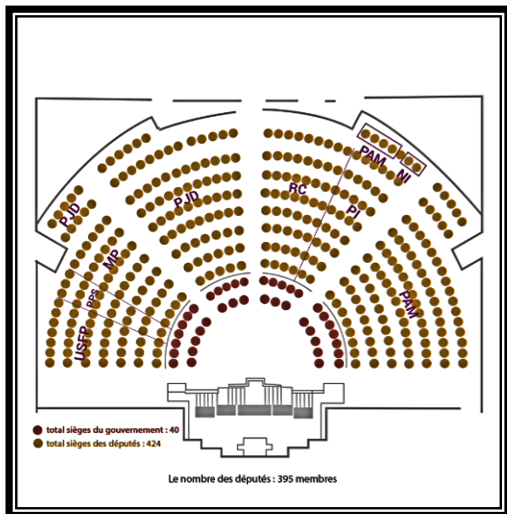 PAM
NI
PJD
RC
PI
PJD
MP
PPS
USFP
PAM
total sièges du gouvernement : 40
total sièges des députés : 424
Le nombre des députés : 395 membres